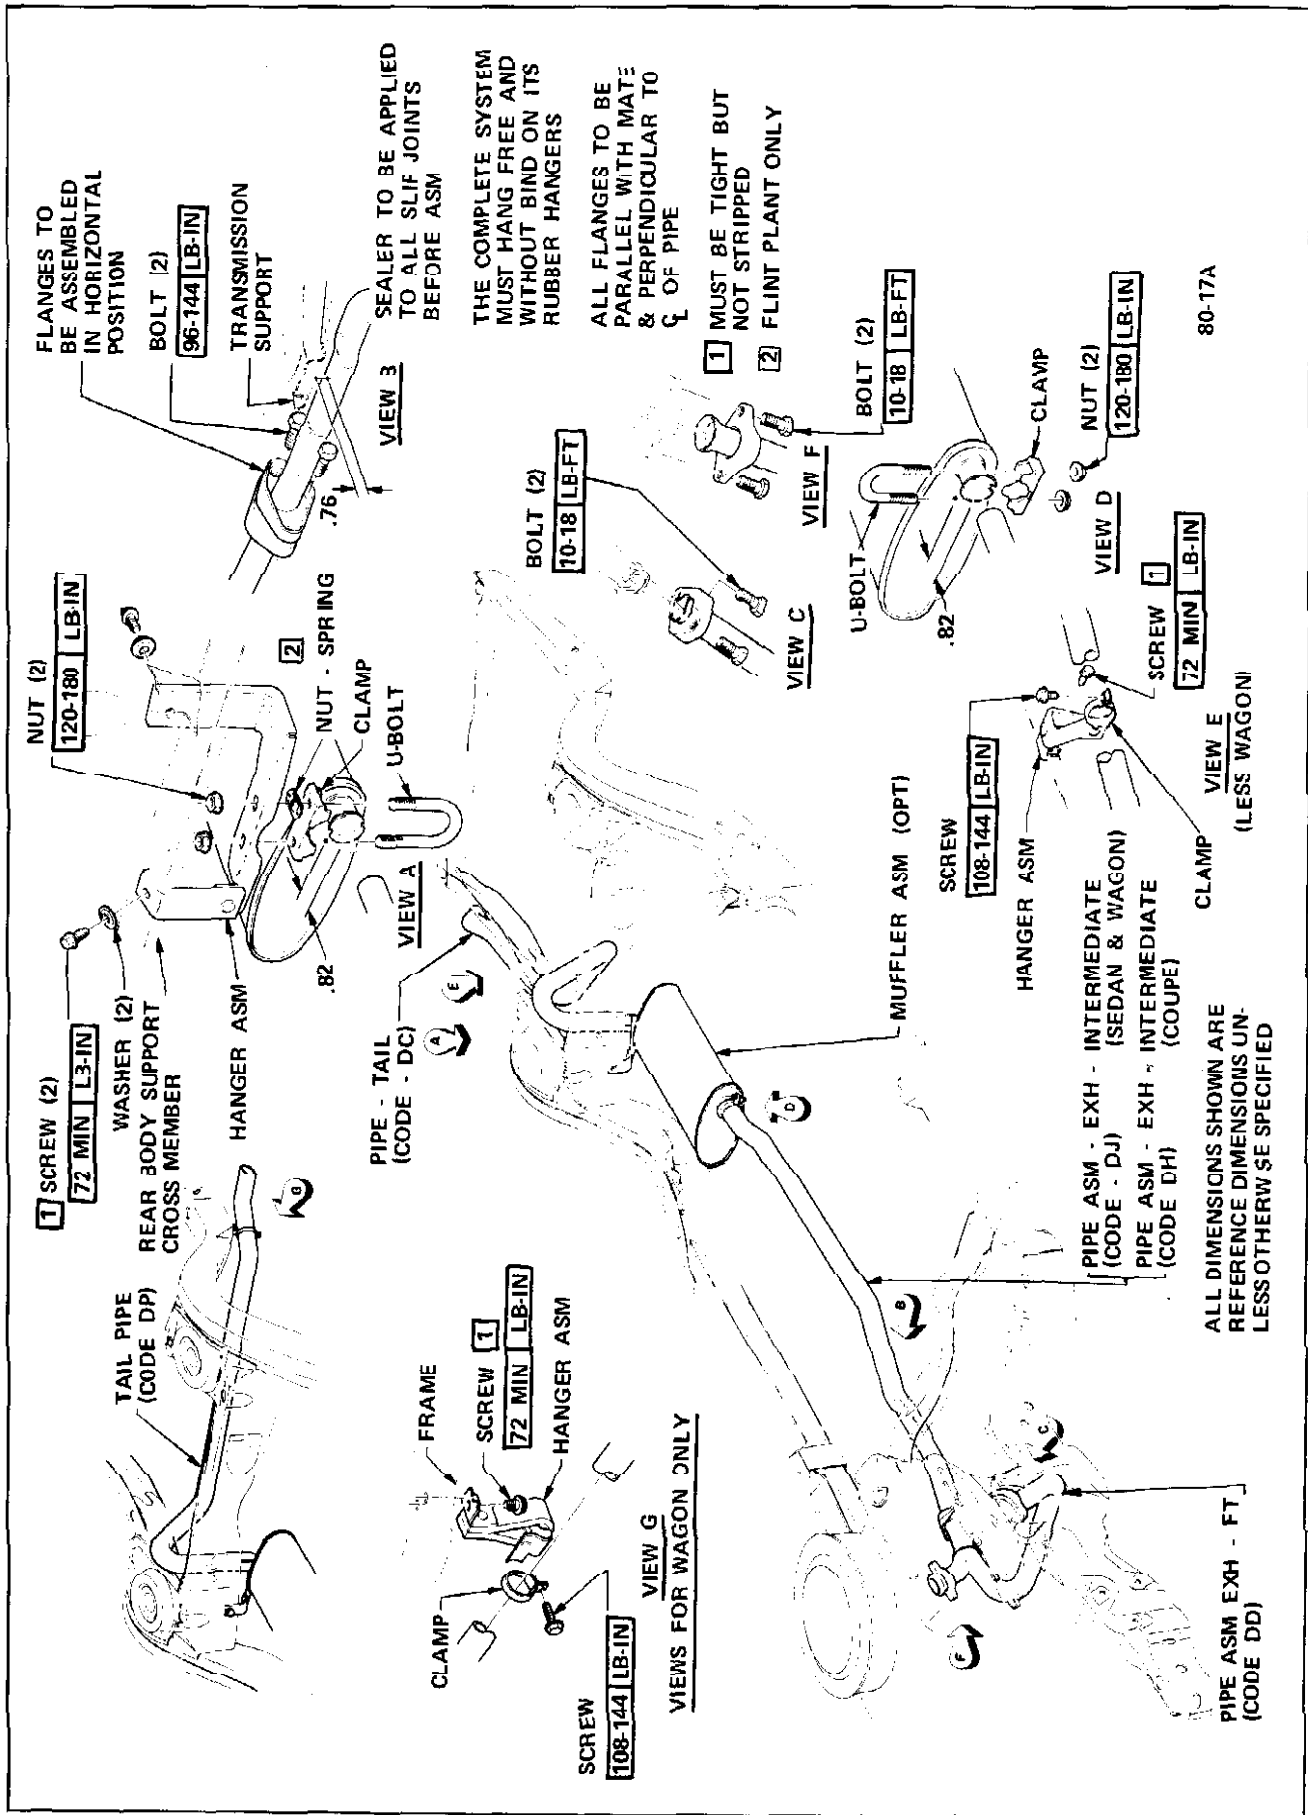 FLANGES TO
BE ASSEMBLED
IN HORIZONTAL
POSITION
BOLT (2)
96-144 LB-IN
TRANSMISSION
SUPPORT
.76
SEALER TO BE APPLIED
TO ALL SLIF JOINTS
BEFORE ASM
VIEW B
THE COMPLETE SYSTEM
MUST HANG FREE AND
WITHOUT BIND ON ITS
RUBBER HANGERS
ALL FLANGES TO BE
PARALLEL WITH MATE
& PERPENDICULAR TO
℄ OF PIPE
1 MUST BE TIGHT BUT
NOT STRIPPED
2 FLINT PLANT ONLY
NUT (2)
120-180 LB-IN
2
NUT - SPRING
CLAMP
U-BOLT
VIEW A
.82
1 SCREW (2)
72 MIN LB-IN
WASHER (2)
REAR BODY SUPPORT
CROSS MEMBER
HANGER ASM
TAIL PIPE
(CODE DP)
G
BOLT (2)
10-18 LB-FT
VIEW C
BOLT (2)
10-18 LB-FT
VIEW F
U-BOLT
.82
CLAMP
NUT (2)
120-180 LB-IN
VIEW D
80-17A
PIPE - TAIL
(CODE - DC)
A
E
MUFFLER ASM (OPT)
D
SCREW
108-144 LB-IN
SCREW 1
72 MIN LB-IN
HANGER ASM
CLAMP
VIEW E
(LESS WAGON)
FRAME
SCREW 1
72 MIN LB-IN
HANGER ASM
CLAMP
SCREW
108-144 LB-IN
VIEW G
VIEWS FOR WAGON ONLY
B
C
F
PIPE ASM - EXH - INTERMEDIATE
(CODE - DJ) (SEDAN & WAGON)
PIPE ASM - EXH - INTERMEDIATE
(CODE DH) (COUPE)
PIPE ASM EXH - FT
(CODE DD)
ALL DIMENSIONS SHOWN ARE
REFERENCE DIMENSIONS UN-
LESS OTHERWISE SPECIFIED